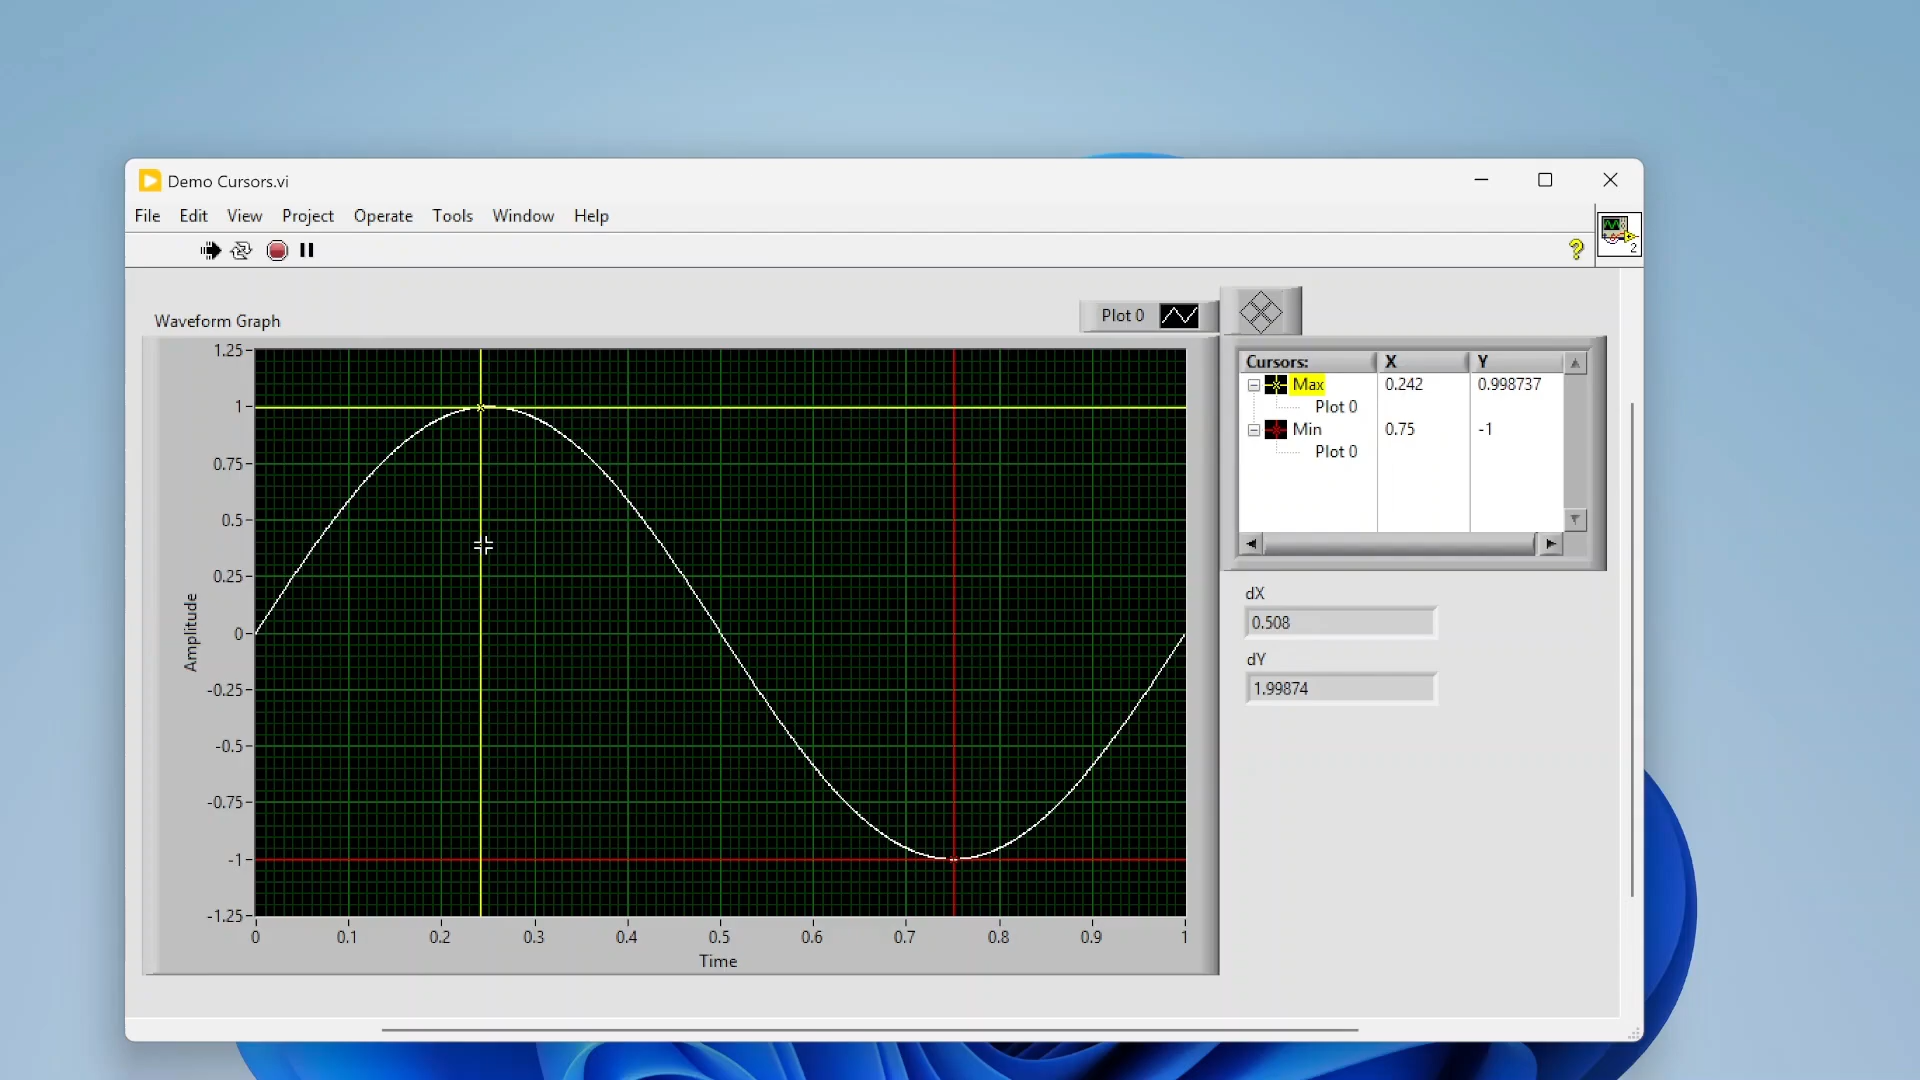 Demo Cursors.vi
File Edit View Project Operate Tools Window Help
?
2
Waveform Graph
Plot 0
Cursors: X Y
Max 0.242 0.998737
Plot 0
Min 0.75 -1
Plot 0
dX
0.508
dY
1.99874
Amplitude
1.25
1
0.75
0.5
0.25
0
-0.25
-0.5
-0.75
-1
-1.25
0 0.1 0.2 0.3 0.4 0.5 0.6 0.7 0.8 0.9 1
Time